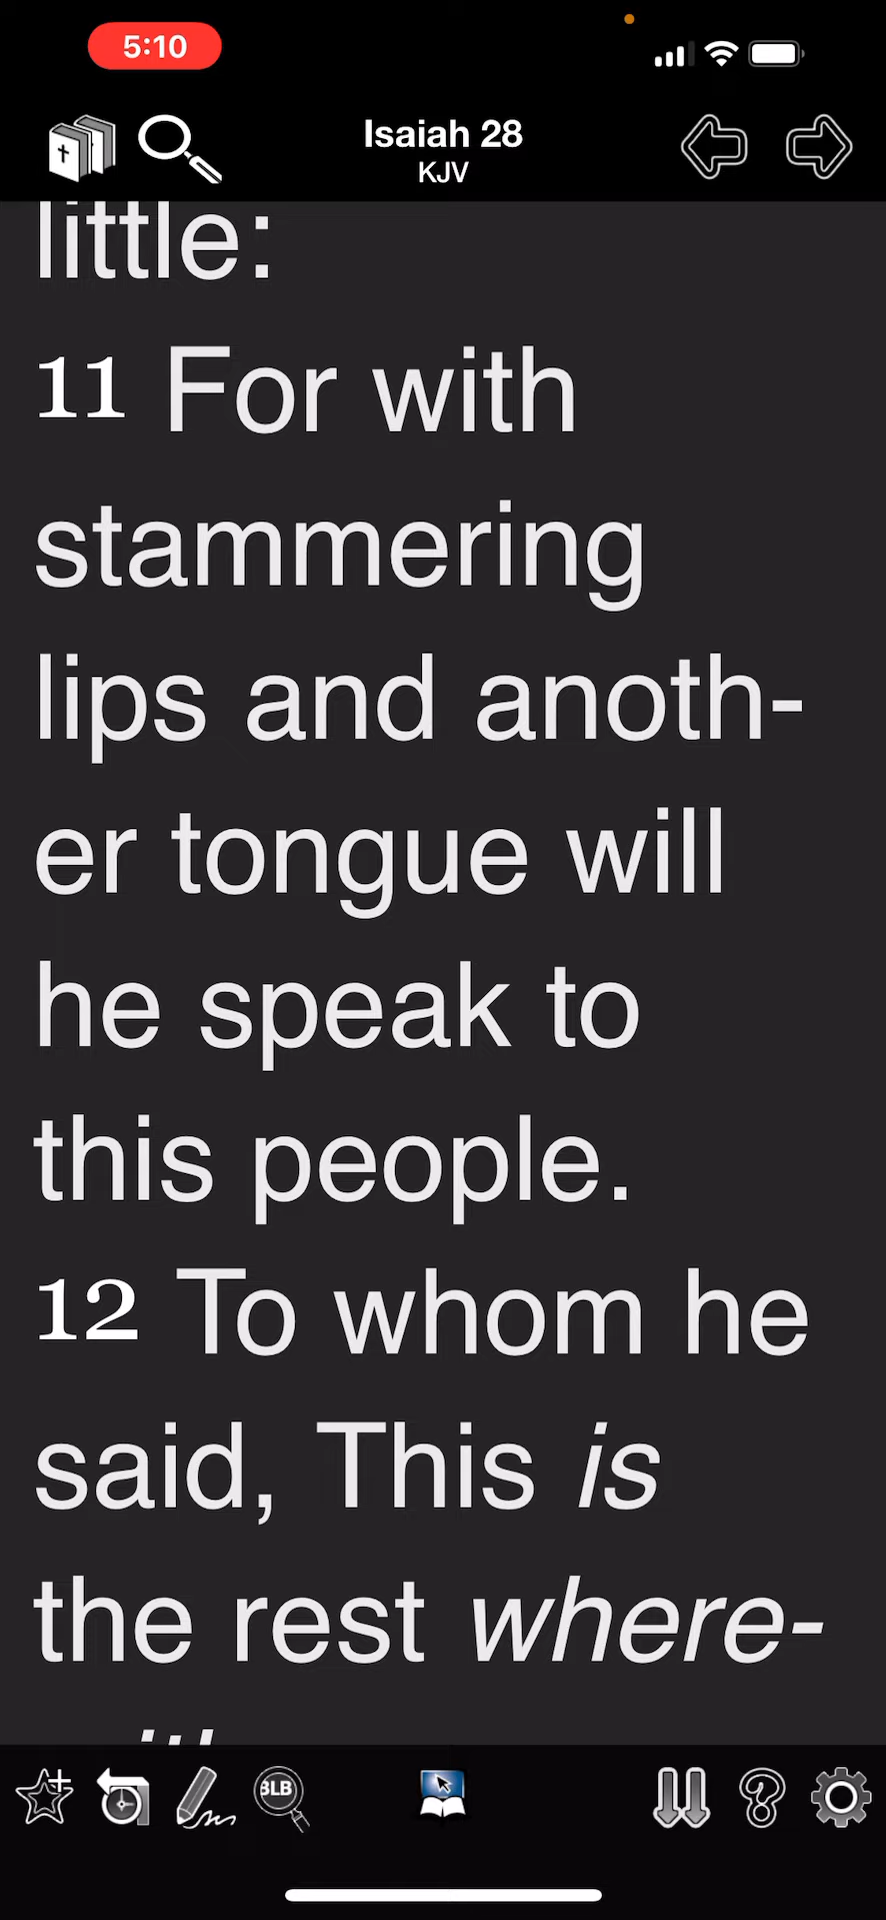 5:10
Isaiah 28
KJV
little:
11 For with
stammering
lips and anoth-
er tongue will
he speak to
this people.
12 To whom he
said, This is
the rest where-
BLB